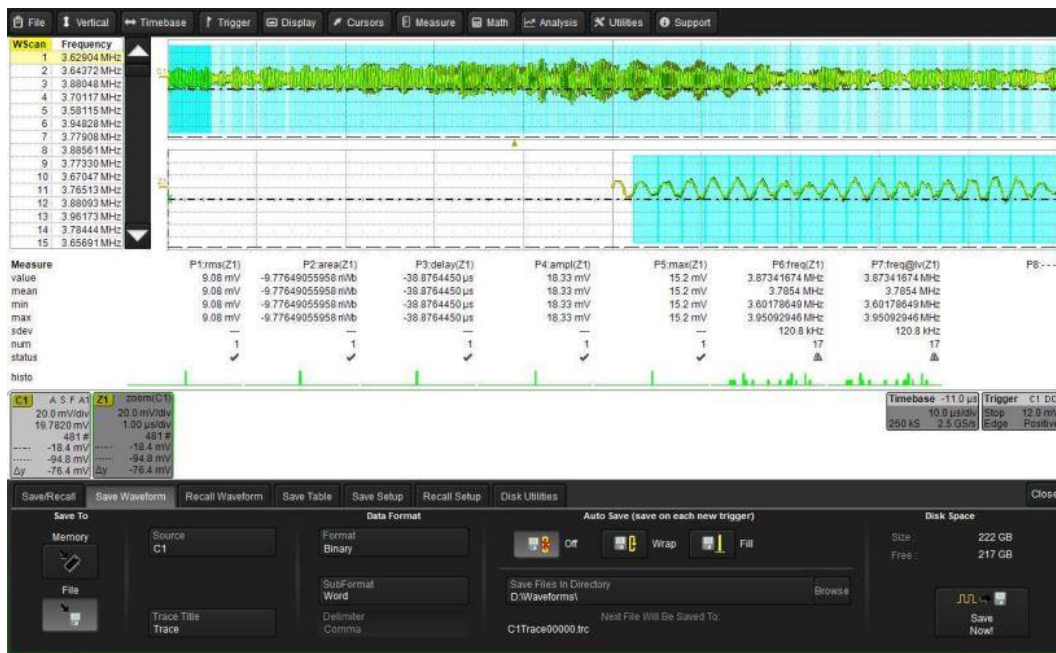 File Vertical Timebase Trigger Display Cursors Measure Math Analysis Utilities Support
WScan Frequency
1 3.62904 MHz
2 3.64372 MHz
3 3.88048 MHz
4 3.70117 MHz
5 3.58115 MHz
6 3.94828 MHz
7 3.77908 MHz
8 3.88561 MHz
9 3.77330 MHz
10 3.67047 MHz
11 3.76513 MHz
12 3.88093 MHz
13 3.96173 MHz
14 3.78444 MHz
15 3.65691 MHz
C1
Z1
Measure P1:rms(Z1) P2:area(Z1) P3:delay(Z1) P4:ampl(Z1) P5:max(Z1) P6:freq(Z1) P7:freq@lv(Z1) P8:---
value 9.08 mV -9.77649055958 nWb -38.8764450 µs 18.33 mV 15.2 mV 3.87341674 MHz 3.87341674 MHz
mean 9.08 mV -9.77649055958 nWb -38.8764450 µs 18.33 mV 15.2 mV 3.7854 MHz 3.7854 MHz
min 9.08 mV -9.77649055958 nWb -38.8764450 µs 18.33 mV 15.2 mV 3.60178649 MHz 3.60178649 MHz
max 9.08 mV -9.77649055958 nWb -38.8764450 µs 18.33 mV 15.2 mV 3.95092946 MHz 3.95092946 MHz
sdev --- --- --- --- --- 120.8 kHz 120.8 kHz
num 1 1 1 1 1 17 17
status
histo
C1 A S F A1 Z1 zoom(C1) Timebase -11.0 µs Trigger C1 DC
20.0 mV/div 20.0 mV/div 10.0 µs/div Stop 12.0 mV
19.7820 mV 1.00 µs/div 250 kS 2.5 GS/s Edge Positive
481 # 481 #
-18.4 mV -18.4 mV
-94.8 mV -94.8 mV
Δy -76.4 mV Δy -76.4 mV
Save/Recall Save Waveform Recall Waveform Save Table Save Setup Recall Setup Disk Utilities Close
Save To Data Format Auto Save (save on each new trigger) Disk Space
Memory
Source
C1
Format
Binary
Off Wrap Fill
Size : 222 GB
Free : 217 GB
File
SubFormat
Word
Save Files In Directory
D:\Waveforms\
Browse
Trace Title
Trace
Delimiter
Comma
Next File Will Be Saved To:
C1Trace00000.trc
Save
Now!